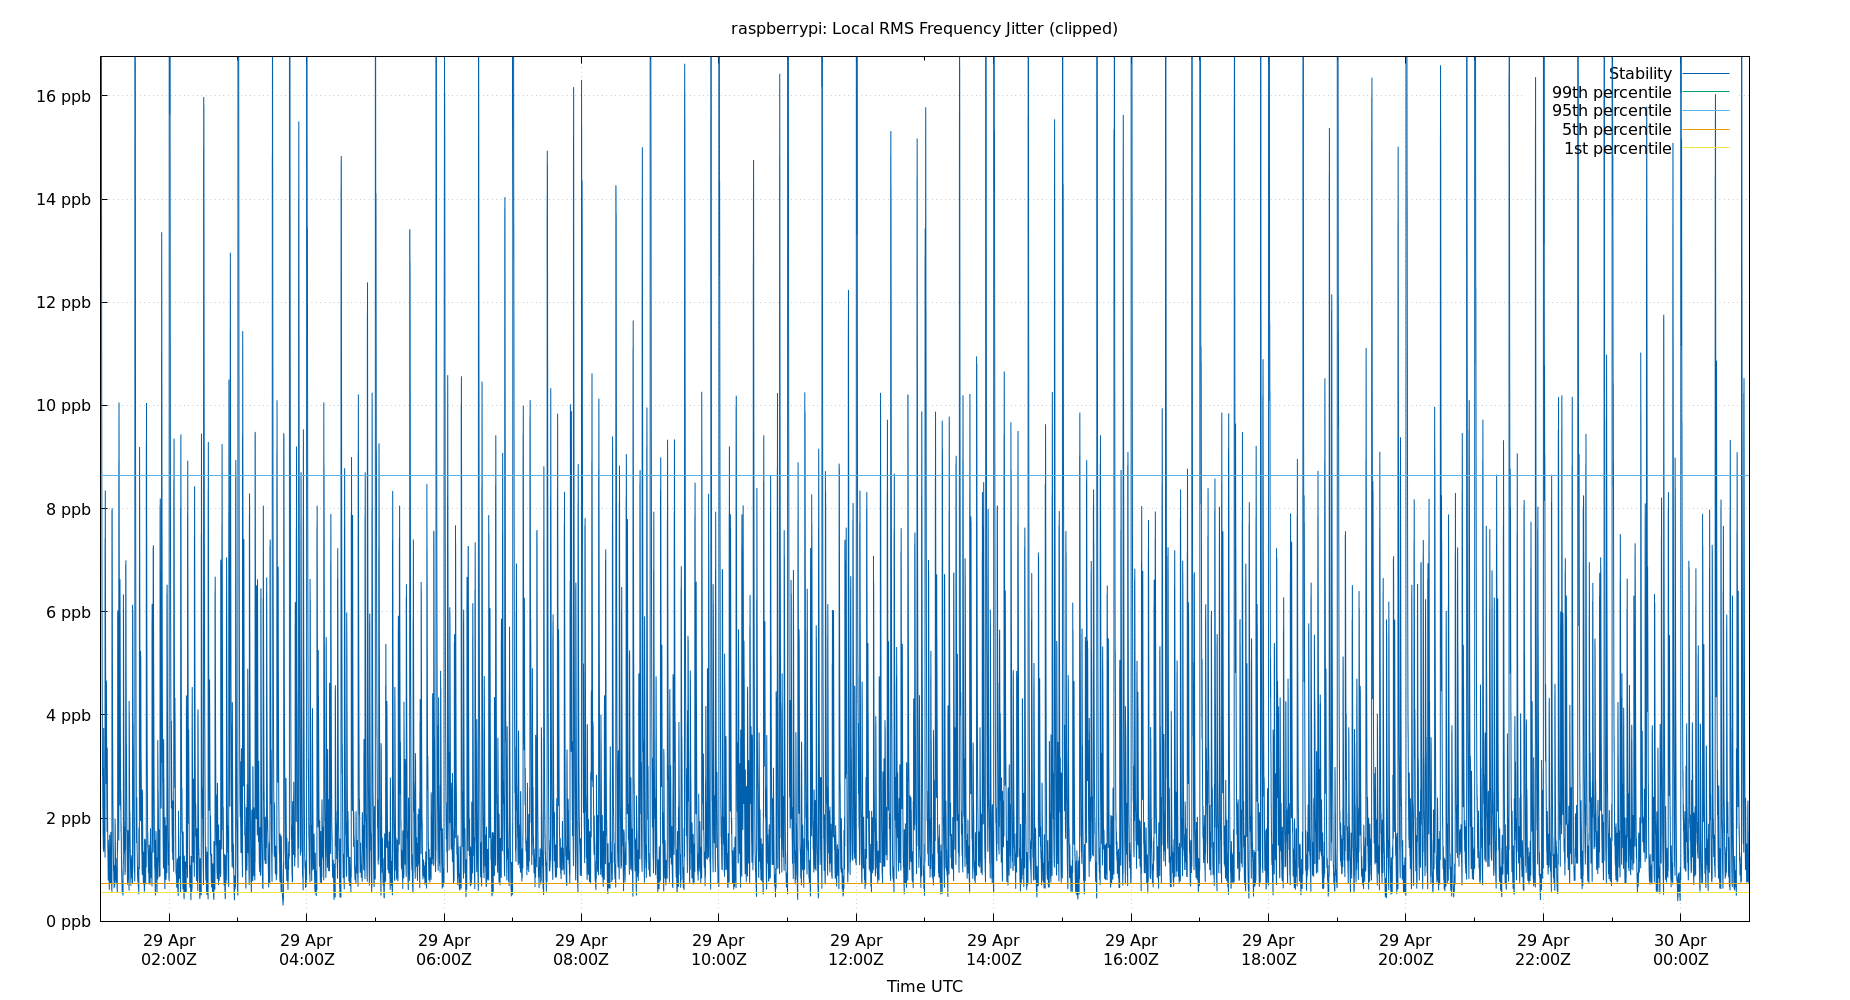 raspberrypi: Local RMS Frequency Jitter (clipped)
Stability
99th percentile
95th percentile
5th percentile
1st percentile
16 ppb
14 ppb
12 ppb
10 ppb
8 ppb
6 ppb
4 ppb
2 ppb
0 ppb
29 Apr 29 Apr 29 Apr 29 Apr 29 Apr 29 Apr 29 Apr 29 Apr 29 Apr 29 Apr 29 Apr 30 Apr
02:00Z 04:00Z 06:00Z 08:00Z 10:00Z 12:00Z 14:00Z 16:00Z 18:00Z 20:00Z 22:00Z 00:00Z
Time UTC